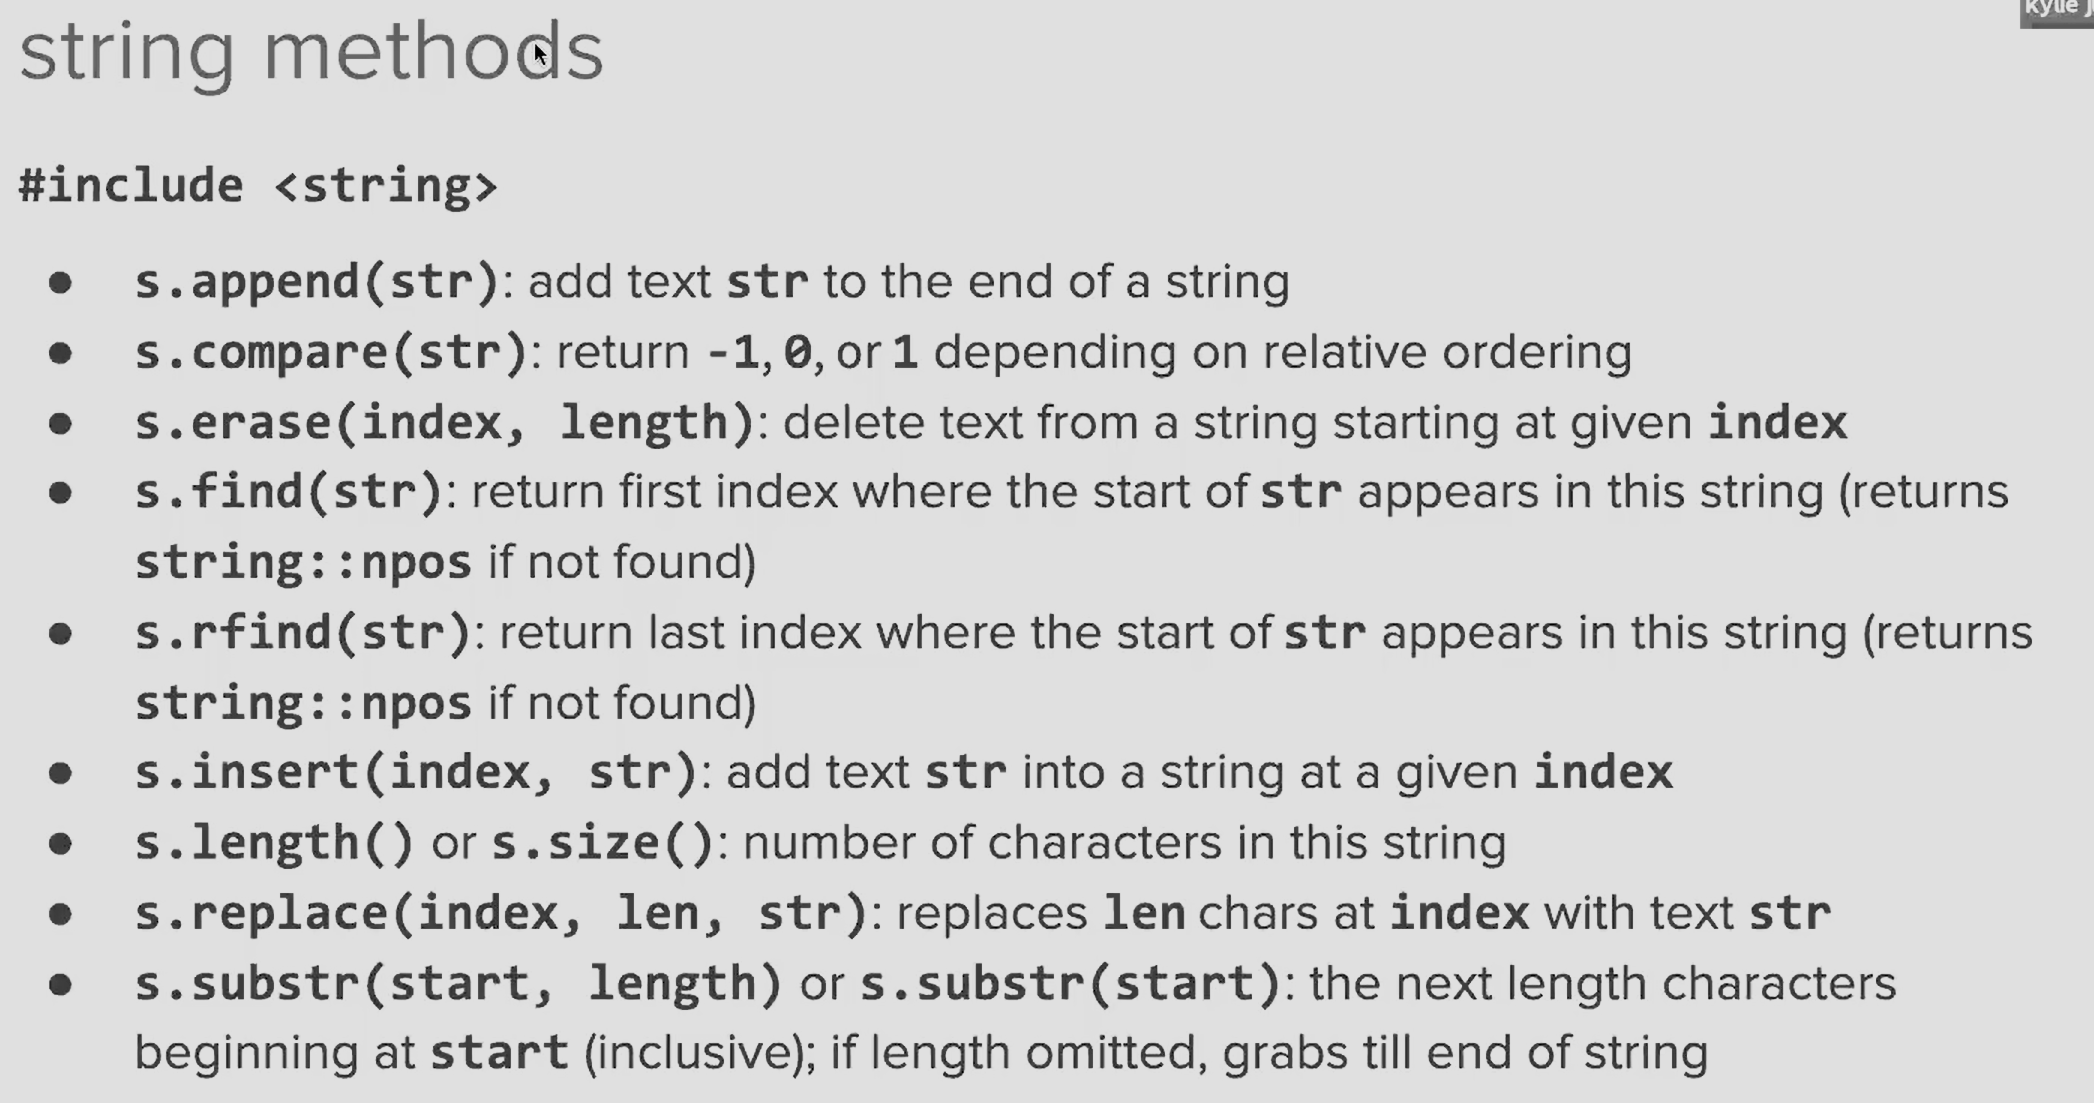 Kylie
string methods
#include <string>
● s.append(str): add text str to the end of a string
● s.compare(str): return -1, 0, or 1 depending on relative ordering
● s.erase(index, length): delete text from a string starting at given index
● s.find(str): return first index where the start of str appears in this string (returns
string::npos if not found)
● s.rfind(str): return last index where the start of str appears in this string (returns
string::npos if not found)
● s.insert(index, str): add text str into a string at a given index
● s.length() or s.size(): number of characters in this string
● s.replace(index, len, str): replaces len chars at index with text str
● s.substr(start, length) or s.substr(start): the next length characters
beginning at start (inclusive); if length omitted, grabs till end of string